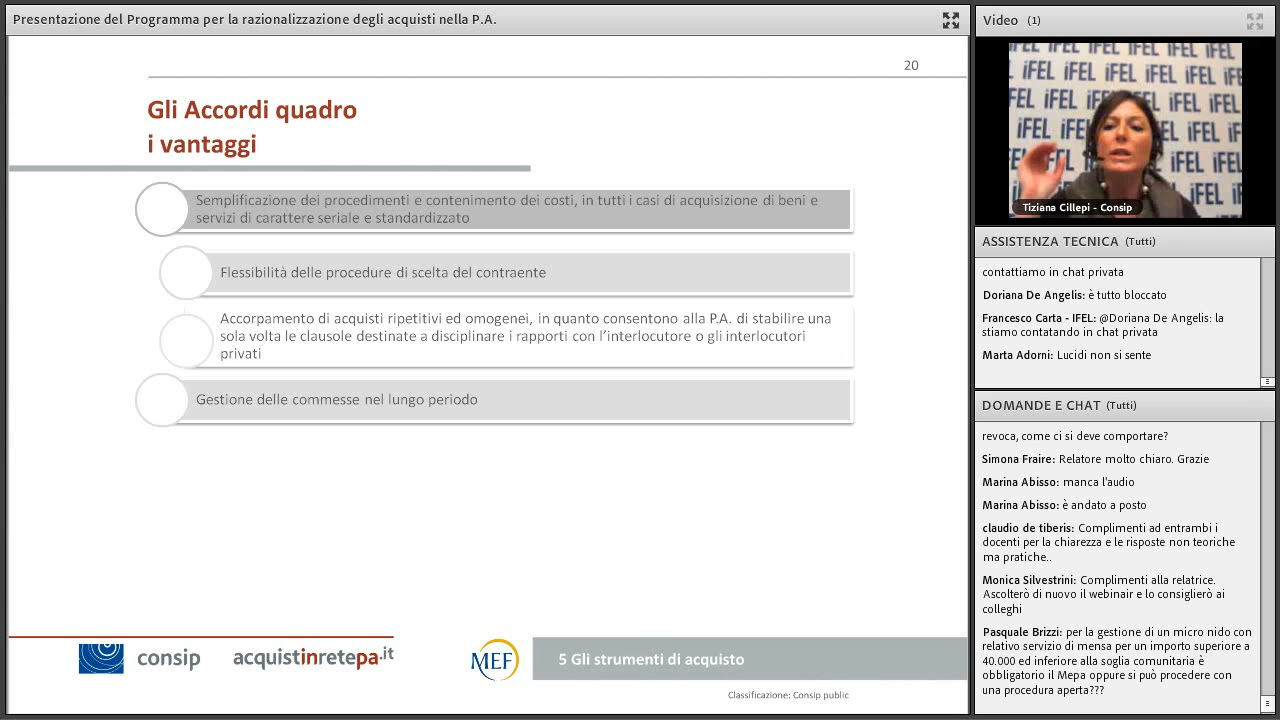 Presentazione del Programma per la razionalizzazione degli acquisti nella P.A.
20
Gli Accordi quadro
i vantaggi
Semplificazione dei procedimenti e contenimento dei costi, in tutti i casi di acquisizione di beni e
servizi di carattere seriale e standardizzato
Flessibilità delle procedure di scelta del contraente
Accorpamento di acquisti ripetitivi ed omogenei, in quanto consentono alla P.A. di stabilire una
sola volta le clausole destinate a disciplinare i rapporti con l'interlocutore o gli interlocutori
privati
Gestione delle commesse nel lungo periodo
consip
acquistinretepa.it
MEF
5 Gli strumenti di acquisto
Classificazione: Consip public
Video (1)
iFEL iFEL iFEL iFEL
Tiziana Cillepi - Consip
ASSISTENZA TECNICA (Tutti)
contattiamo in chat privata
Doriana De Angelis: è tutto bloccato
Francesco Carta - IFEL: @Doriana De Angelis: la
stiamo contatando in chat privata
Marta Adorni: Lucidi non si sente
DOMANDE E CHAT (Tutti)
revoca, come ci si deve comportare?
Simona Fraire: Relatore molto chiaro. Grazie
Marina Abisso: manca l'audio
Marina Abisso: è andato a posto
claudio de tiberis: Complimenti ad entrambi i
docenti per la chiarezza e le risposte non teoriche
ma pratiche..
Monica Silvestrini: Complimenti alla relatrice.
Ascolterò di nuovo il webinair e lo consiglierò ai
colleghi
Pasquale Brizzi: per la gestione di un micro nido con
relativo servizio di mensa per un importo superiore a
40.000 ed inferiore alla soglia comunitaria è
obbligatorio il Mepa oppure si può procedere con
una procedura aperta???